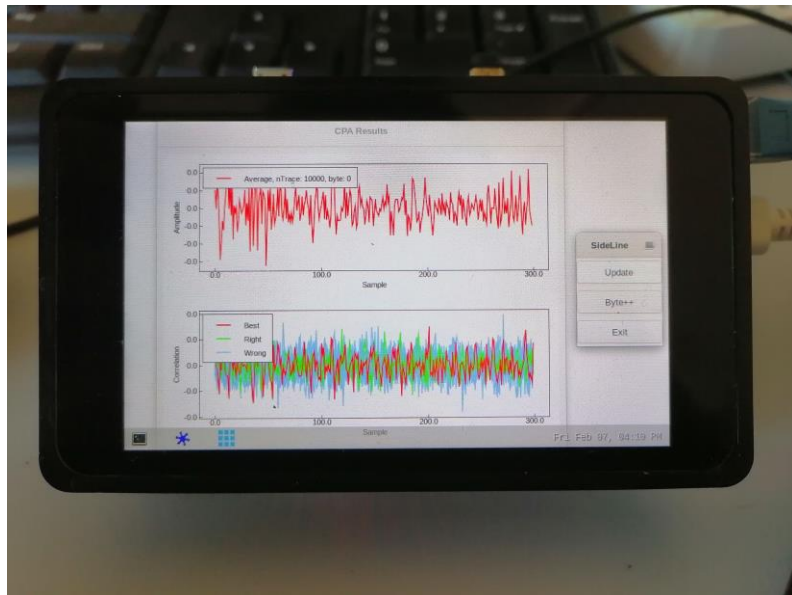 CPA Results
Average, nTrace: 10000, byte: 0
Amplitude
0.0
-0.0
-0.0
-0.0
-0.0
0.0
100.0
200.0
300.0
Sample
Best
Right
Wrong
Correlation
0.0
0.0
0.0
-0.0
-0.0
0.0
100.0
200.0
300.0
Sample
SideLine
Update
Byte++
Exit
Fri Feb 07, 04:19 PM